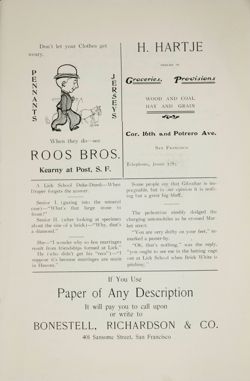 Don't let your Clothes get
weary.
PENNANTS
JERSEYS
When they do—see
ROOS BROS.
Kearny at Post, S. F.
H. HARTJE
DEALER IN
Groceries, Provisions
WOOD AND COAL,
HAY AND GRAIN
Cor. 16th and Potrero Ave.
SAN FRANCISCO
Telephone, Jessie
A Lick School Duke-Dumb—When
Draper forgets the answer.
Senior I. (gazing into the mineral
case)—"What's that large stone in
front?"
Senior II. (after looking at specimen
about the size of a brick)—"Why, that's
a diamond."
She—"I wonder why so few marriages
result from friendships formed at Lick."
He (who didn't get his "rec")—"I
suppose it's because marriages are made
in Heaven."
Some people say that Gibraltar is im-
pregnable, but in our opinion it is noth-
ing but a great big bluff.
The pedestrian nimbly dodged the
charging automobiles as he crossed Mar-
ket street.
"You are very shifty on your feet," re-
marked a passer-by.
"Oh, that's nothing," was the reply,
"you ought to see me in the batting cage
out at Lick School when Brick White is
pitching."
If You Use
Paper of Any Description
It will pay you to call upon
or write to
BONESTELL, RICHARDSON & CO.
401 Sansome Street, San Francisco